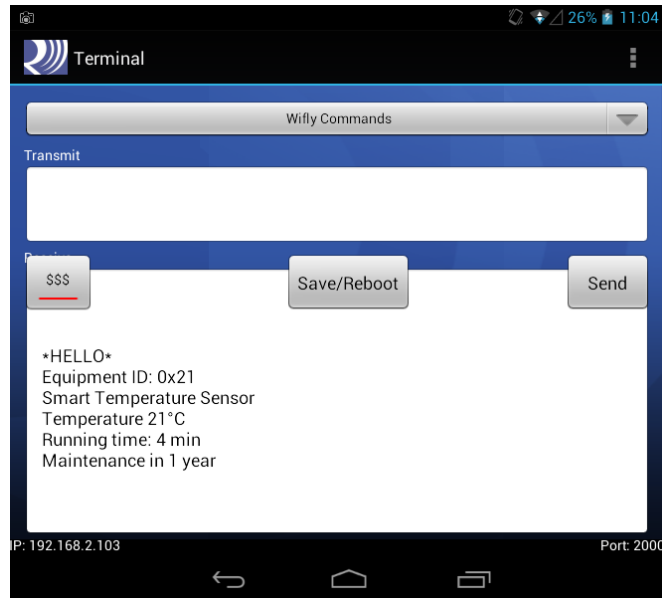 26% 11:04
Terminal
Wifly Commands
Transmit
$$$
Save/Reboot
Send
*HELLO*
Equipment ID: 0x21
Smart Temperature Sensor
Temperature 21°C
Running time: 4 min
Maintenance in 1 year
IP: 192.168.2.103
Port: 2000